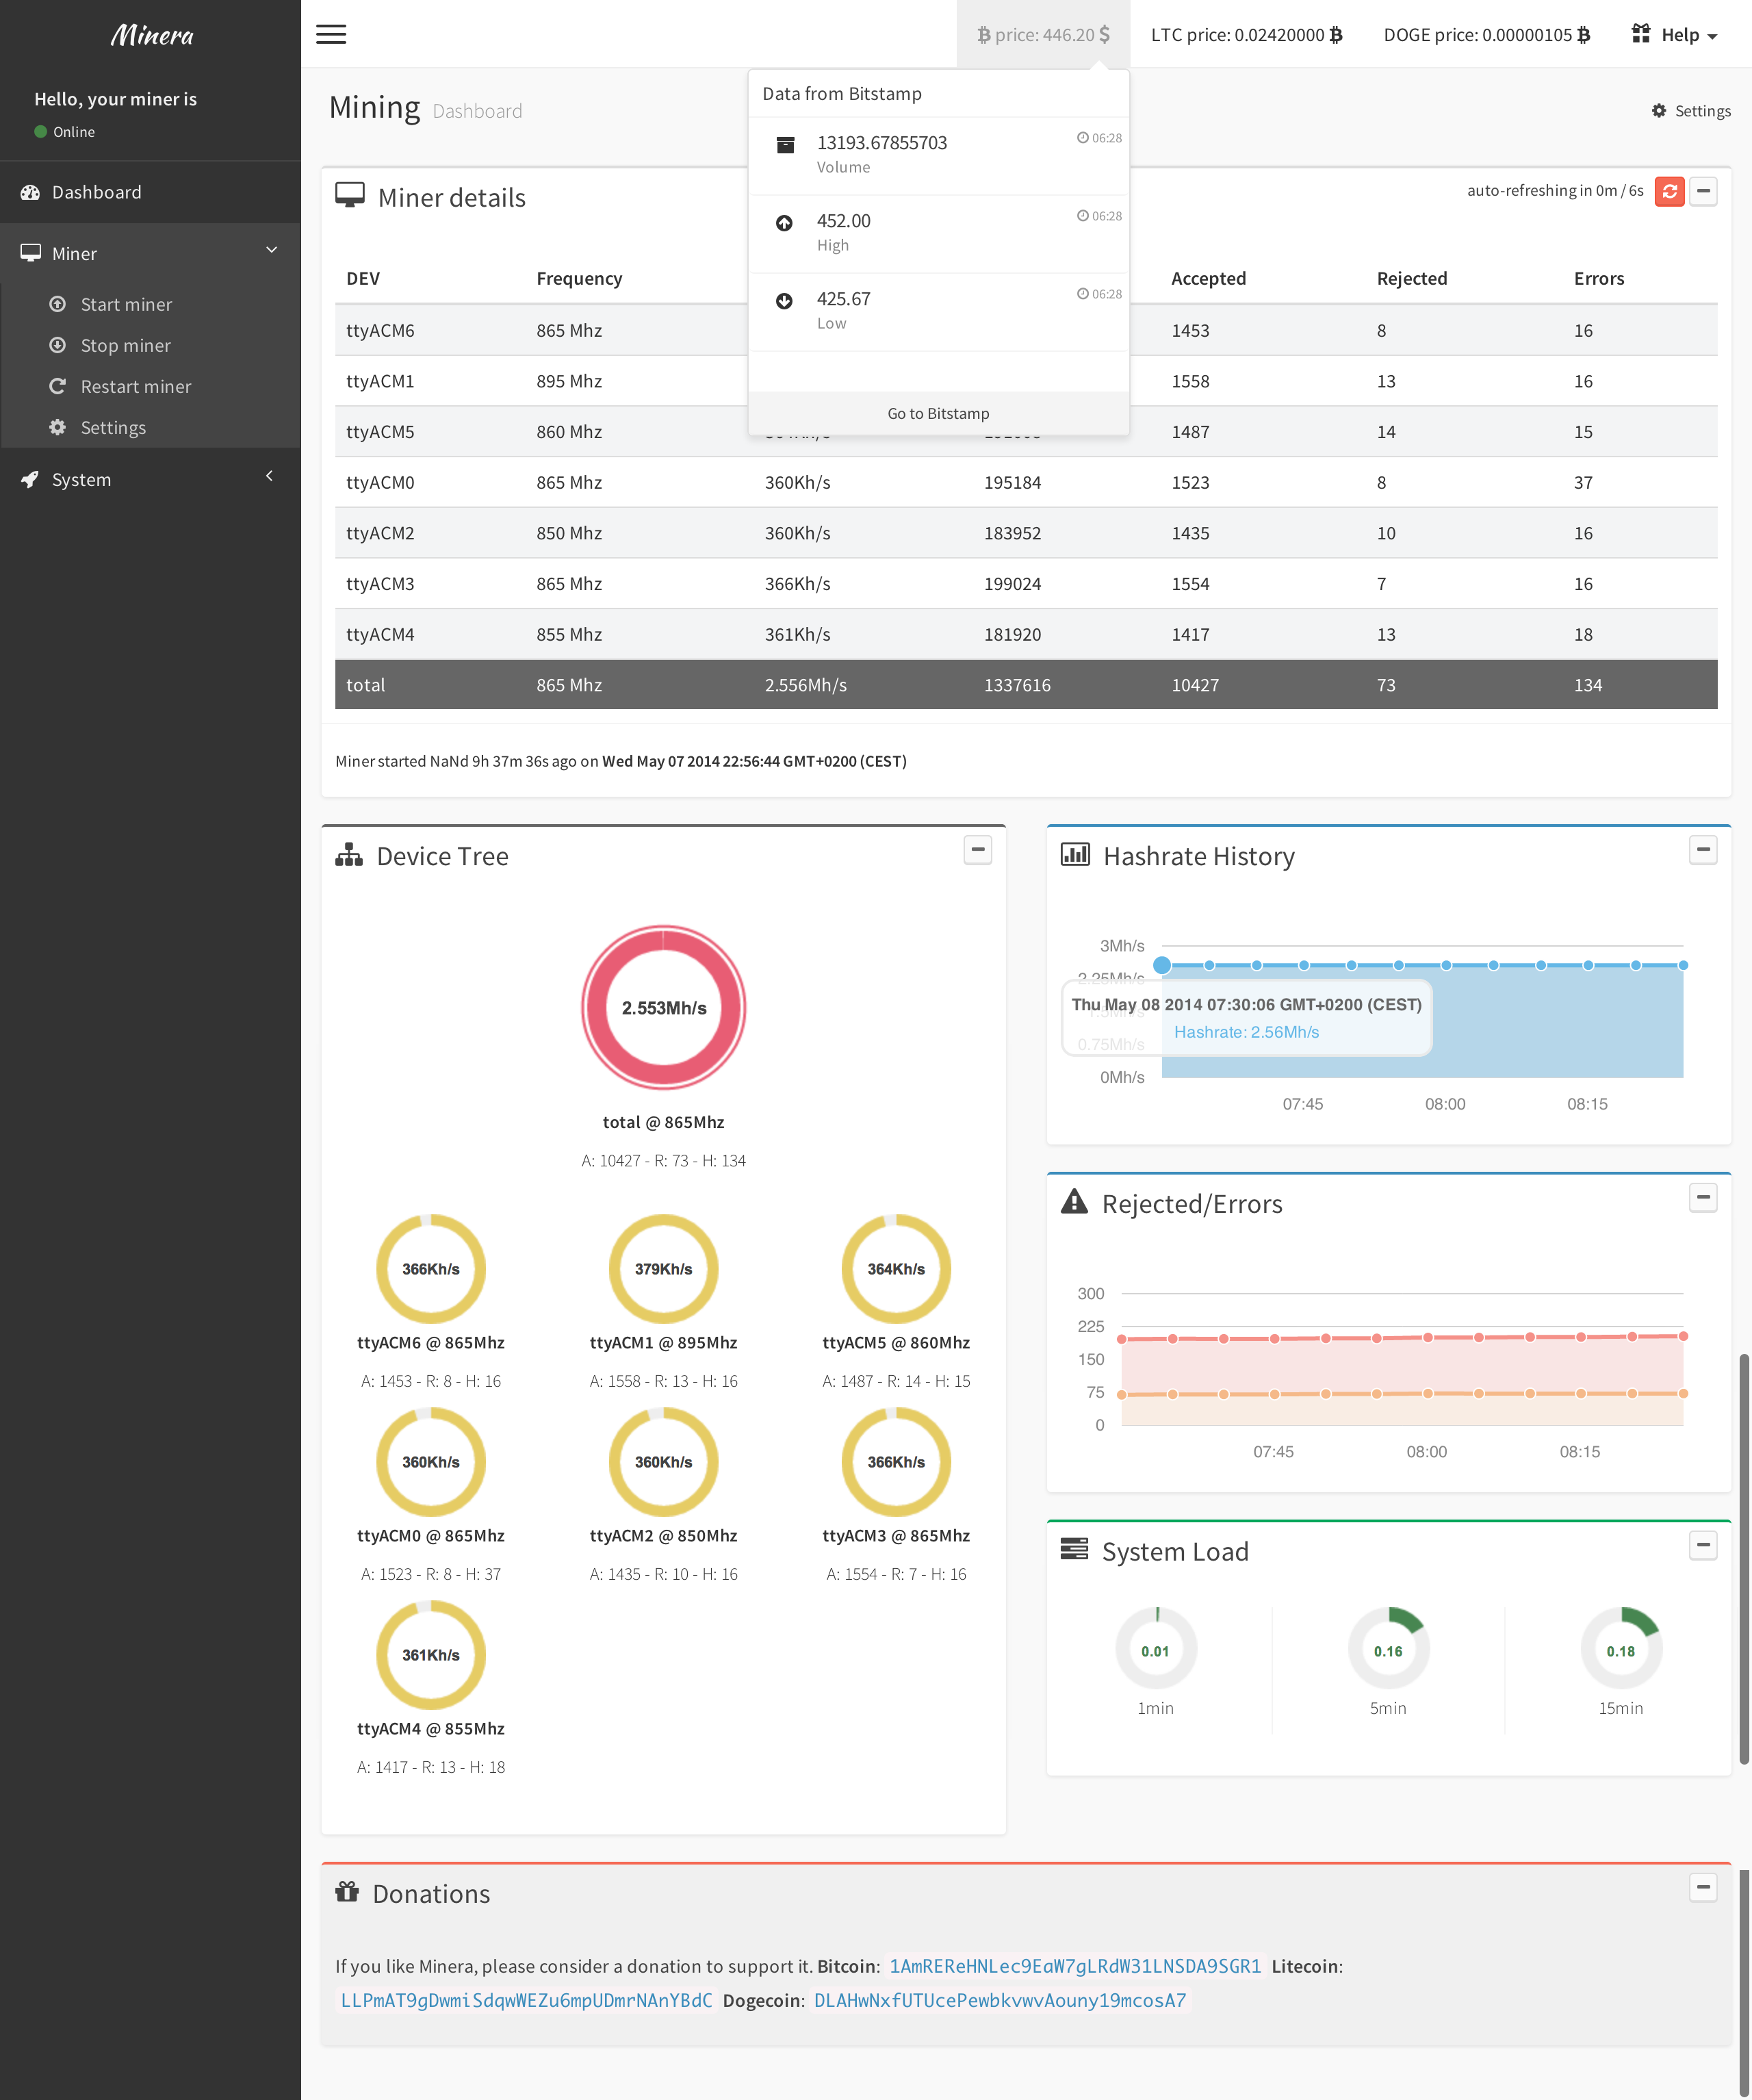 Minera
price: 446.20 $
LTC price: 0.02420000
DOGE price: 0.00000105
Help
Hello, your miner is
Online
Dashboard
Miner
Start miner
Stop miner
Restart miner
Settings
System
Mining Dashboard
Settings
Data from Bitstamp
13193.67855703
06:28
Volume
452.00
06:28
High
425.67
06:28
Low
Go to Bitstamp
Miner details
auto-refreshing in 0m / 6s
DEV Frequency Accepted Rejected Errors
ttyACM6 865 Mhz 1453 8 16
ttyACM1 895 Mhz 1558 13 16
ttyACM5 860 Mhz 1487 14 15
ttyACM0 865 Mhz 360Kh/s 195184 1523 8 37
ttyACM2 850 Mhz 360Kh/s 183952 1435 10 16
ttyACM3 865 Mhz 366Kh/s 199024 1554 7 16
ttyACM4 855 Mhz 361Kh/s 181920 1417 13 18
total 865 Mhz 2.556Mh/s 1337616 10427 73 134
Miner started NaNd 9h 37m 36s ago on Wed May 07 2014 22:56:44 GMT+0200 (CEST)
Device Tree
2.553Mh/s
total @ 865Mhz
A: 10427 - R: 73 - H: 134
366Kh/s 379Kh/s 364Kh/s
ttyACM6 @ 865Mhz ttyACM1 @ 895Mhz ttyACM5 @ 860Mhz
A: 1453 - R: 8 - H: 16 A: 1558 - R: 13 - H: 16 A: 1487 - R: 14 - H: 15
360Kh/s 360Kh/s 366Kh/s
ttyACM0 @ 865Mhz ttyACM2 @ 850Mhz ttyACM3 @ 865Mhz
A: 1523 - R: 8 - H: 37 A: 1435 - R: 10 - H: 16 A: 1554 - R: 7 - H: 16
361Kh/s
ttyACM4 @ 855Mhz
A: 1417 - R: 13 - H: 18
Hashrate History
3Mh/s
2.25Mh/s
1.5Mh/s
0.75Mh/s
0Mh/s
Thu May 08 2014 07:30:06 GMT+0200 (CEST)
Hashrate: 2.56Mh/s
07:45 08:00 08:15
Rejected/Errors
300
225
150
75
0
07:45 08:00 08:15
System Load
0.01 0.16 0.18
1min 5min 15min
Donations
If you like Minera, please consider a donation to support it. Bitcoin: 1AmREReHNLec9EaW7gLRdW31LNSDA9SGR1 Litecoin:
LLPmAT9gDwmiSdqwWEZu6mpUDmrNAnYBdC Dogecoin: DLAHwNxfUTUcePewbkvwvAouny19mcosA7